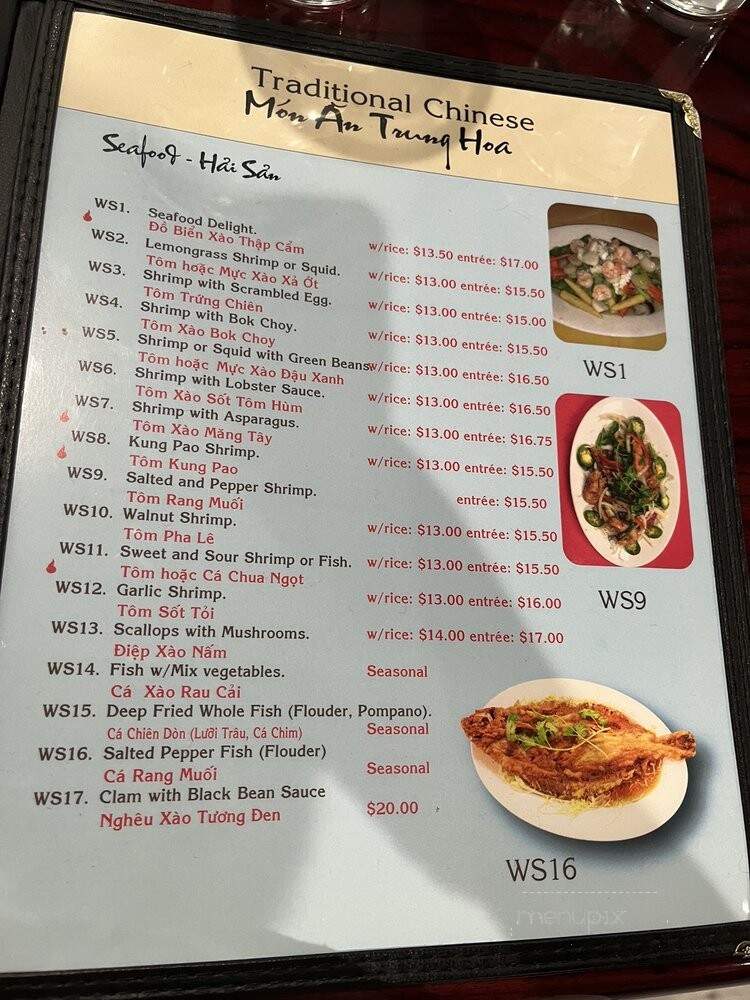 Traditional Chinese
Món Ăn Trung Hoa
Seafood - Hải Sản
WS1. Seafood Delight.
Đồ Biển Xào Thập Cẩm w/rice: $13.50 entrée: $17.00
WS2. Lemongrass Shrimp or Squid.
Tôm hoặc Mực Xào Xả Ớt w/rice: $13.00 entrée: $15.50
WS3. Shrimp with Scrambled Egg.
Tôm Trứng Chiên w/rice: $13.00 entrée: $15.00
WS4. Shrimp with Bok Choy.
Tôm Xào Bok Choy w/rice: $13.00 entrée: $15.50
WS5. Shrimp or Squid with Green Beans.
Tôm hoặc Mực Xào Đậu Xanh w/rice: $13.00 entrée: $16.50
WS6. Shrimp with Lobster Sauce.
Tôm Xào Sốt Tôm Hùm w/rice: $13.00 entrée: $16.50
WS7. Shrimp with Asparagus.
Tôm Xào Măng Tây w/rice: $13.00 entrée: $16.75
WS8. Kung Pao Shrimp.
Tôm Kung Pao w/rice: $13.00 entrée: $15.50
WS9. Salted and Pepper Shrimp.
Tôm Rang Muối entrée: $15.50
WS10. Walnut Shrimp.
Tôm Pha Lê w/rice: $13.00 entrée: $15.50
WS11. Sweet and Sour Shrimp or Fish.
Tôm hoặc Cá Chua Ngọt w/rice: $13.00 entrée: $15.50
WS12. Garlic Shrimp.
Tôm Sốt Tỏi w/rice: $13.00 entrée: $16.00
WS13. Scallops with Mushrooms.
Điệp Xào Nấm w/rice: $14.00 entrée: $17.00
WS14. Fish w/Mix vegetables. Seasonal
Cá Xào Rau Cải
WS15. Deep Fried Whole Fish (Flouder, Pompano).
Cá Chiên Dòn (Lưỡi Trâu, Cá Chim) Seasonal
WS16. Salted Pepper Fish (Flouder)
Cá Rang Muối Seasonal
WS17. Clam with Black Bean Sauce
Nghêu Xào Tương Đen $20.00
WS1
WS9
WS16
menupix